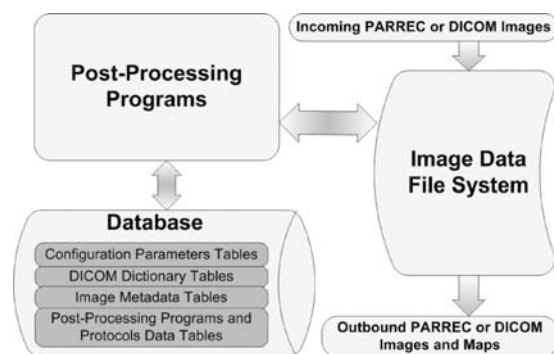 Incoming PARREC or DICOM Images
Post-Processing
Programs
Image Data
File System
Database
Configuration Parameters Tables
DICOM Dictionary Tables
Image Metadata Tables
Post-Processing Programs and
Protocols Data Tables
Outbound PARREC or DICOM
Images and Maps